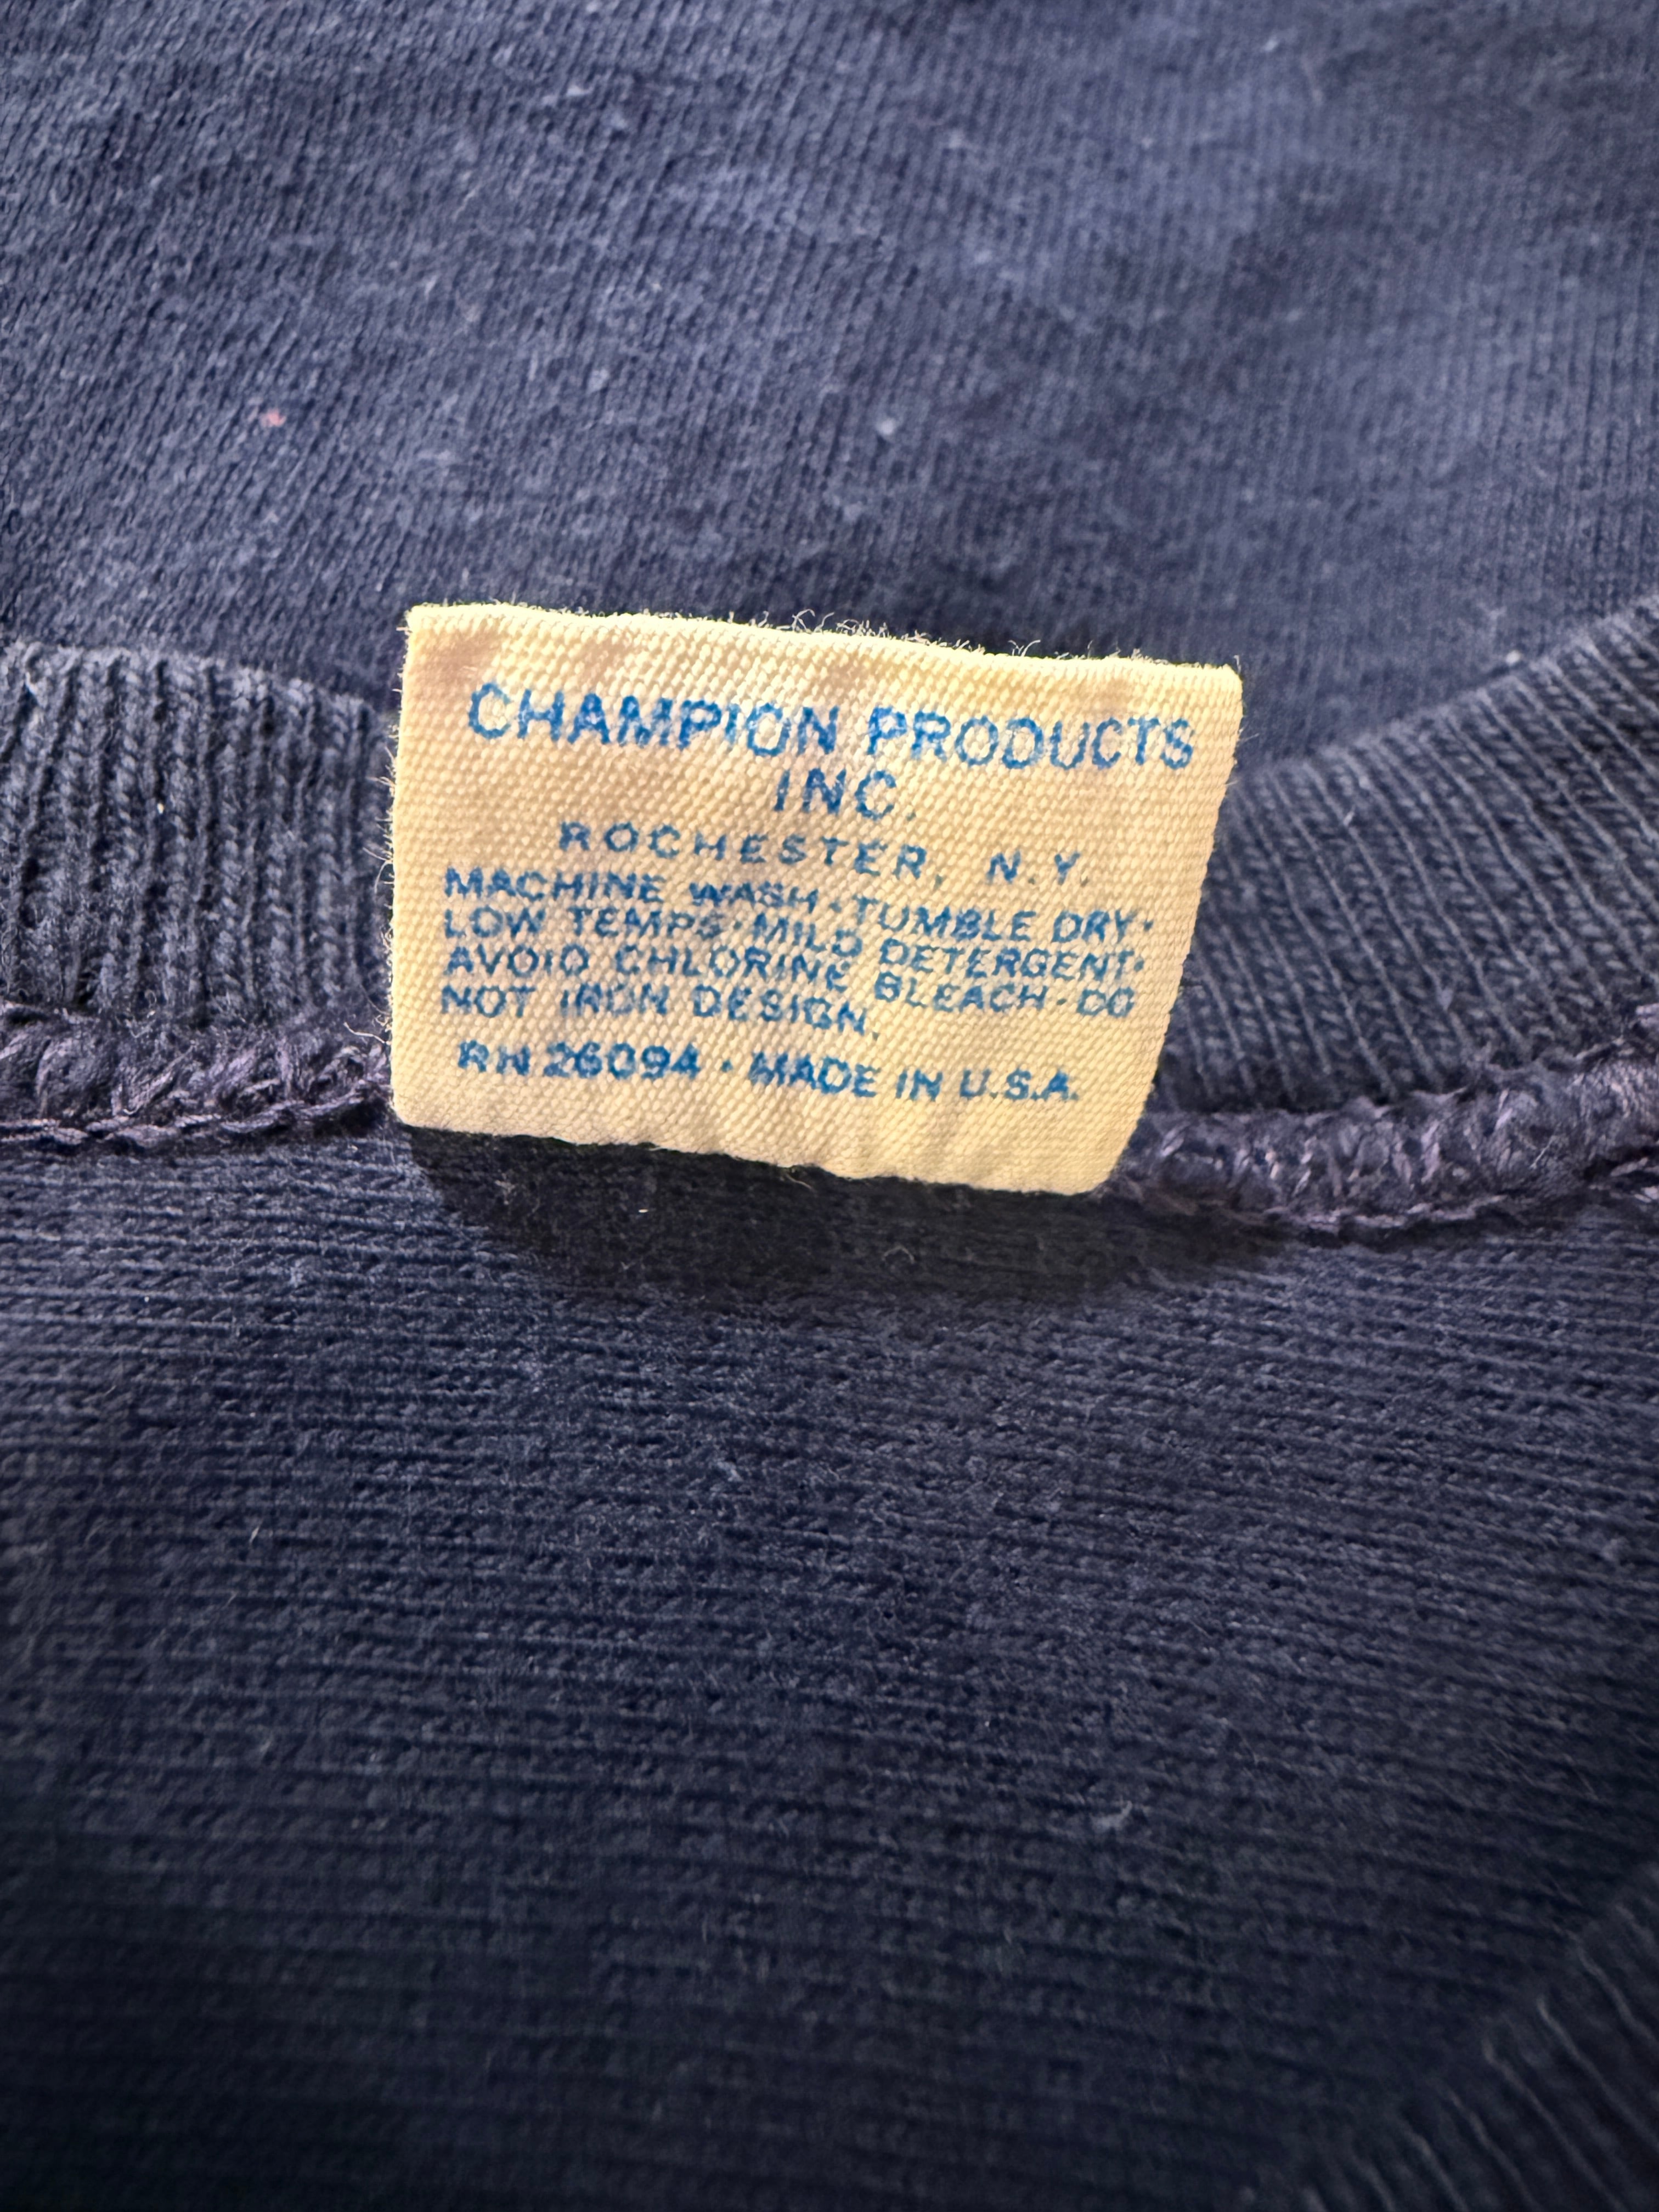 CHAMPION PRODUCTS
INC.
ROCHESTER, N.Y.
MACHINE WASH·TUMBLE DRY·
LOW TEMPS·MILD DETERGENT·
AVOID CHLORINE BLEACH·DO
NOT IRON DESIGN.
RN 26094 · MADE IN U.S.A.